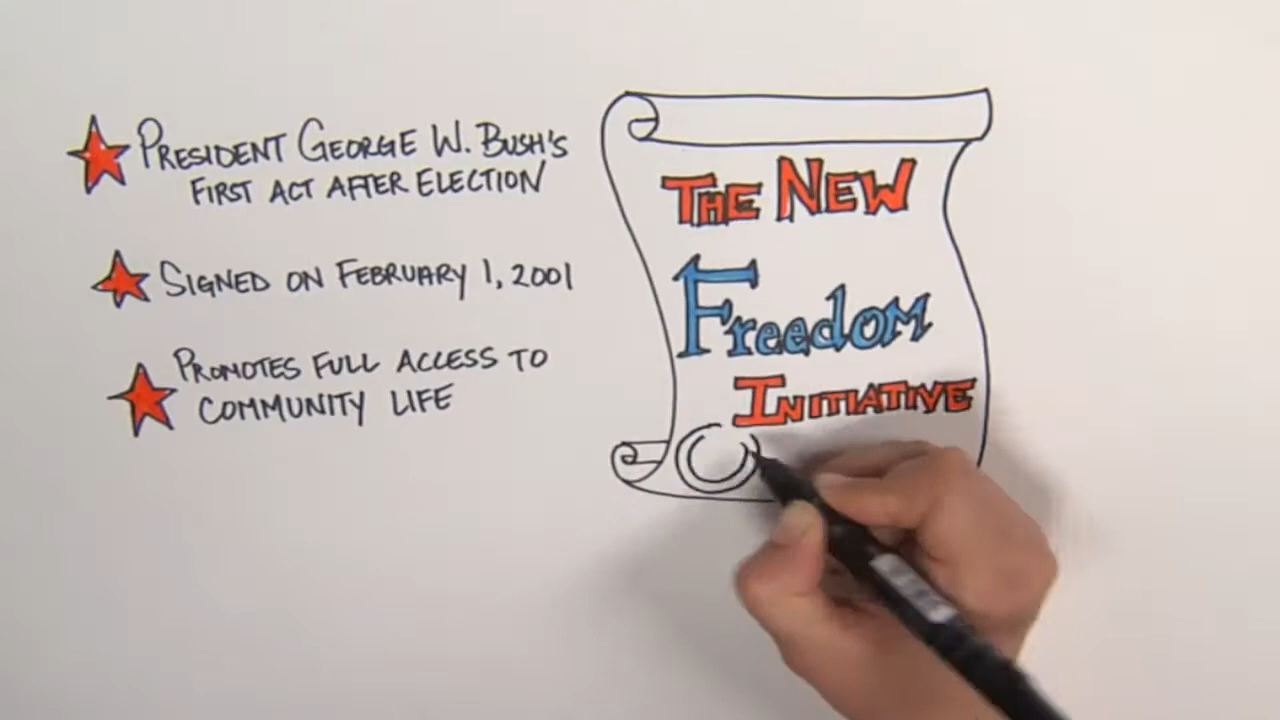 PRESIDENT GEORGE W. BUSH'S
FIRST ACT AFTER ELECTION
SIGNED ON FEBRUARY 1, 2001
PROMOTES FULL ACCESS TO
COMMUNITY LIFE
THE NEW
FREEDOM
INITIATIVE